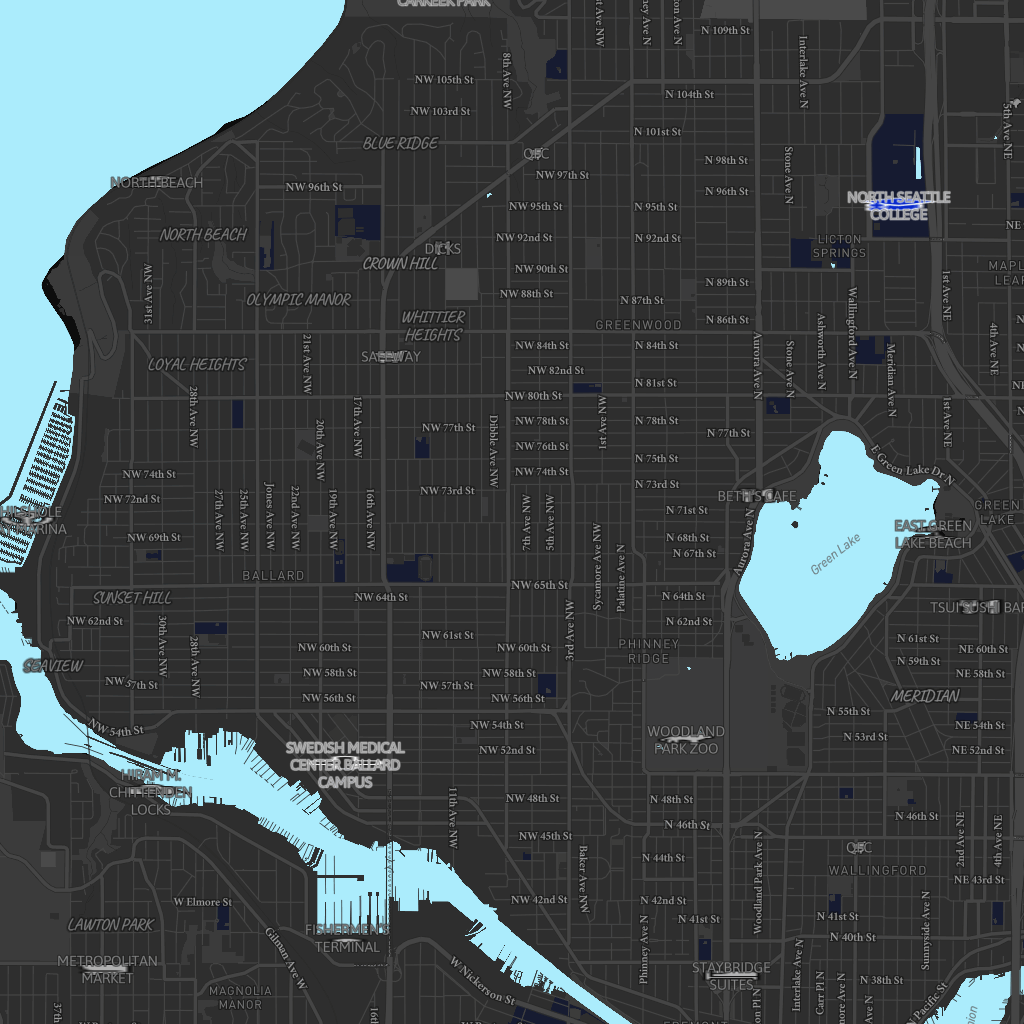 CARKEEK PARK
1st Ave NW
N 109th St
Interlake Ave N
8th Ave NW
NW 105th St
N 104th St
NW 103rd St
5th Ave NE
N 101st St
BLUE RIDGE
QFC
N 98th St
Stone Ave N
NORTH BEACH
NW 97th St
NW 96th St
N 96th St
NORTH SEATTLE
COLLEGE
NW 95th St
N 95th St
NORTH BEACH
NW 92nd St
N 92nd St
LICTON
SPRINGS
DICKS
CROWN HILL
NW 90th St
31st Ave NW
N 89th St
1st Ave NE
NW 88th St
N 87th St
OLYMPIC MANOR
WHITTIER
HEIGHTS
GREENWOOD
N 86th St
Wallingford Ave N
Ashworth Ave N
4th Ave NE
SAFEWAY
NW 84th St
N 84th St
21st Ave NW
LOYAL HEIGHTS
NW 82nd St
N 81st St
Aurora Ave N
Stone Ave N
Meridian Ave N
28th Ave NW
NW 80th St
17th Ave NW
1st Ave NW
1st Ave NE
NW 77th St
NW 78th St
N 78th St
N 77th St
20th Ave NW
Dibble Ave NW
NW 76th St
E Green Lake Dr N
NW 74th St
NW 74th St
N 75th St
NW 72nd St
NW 73rd St
N 73rd St
27th Ave NW
25th Ave NW
Jones Ave NW
22nd Ave NW
19th Ave NW
16th Ave NW
7th Ave NW
5th Ave NW
N 71st St
GREEN
LAKE
EAST GREEN
LAKE BEACH
NW 69th St
N 68th St
N 67th St
Aurora Ave N
Green Lake
Sycamore Ave NW
Palatine Ave N
BALLARD
NW 65th St
SUNSET HILL
NW 64th St
N 64th St
NW 62nd St
N 62nd St
30th Ave NW
28th Ave NW
NW 61st St
3rd Ave NW
N 61st St
NW 60th St
NW 60th St
PHINNEY
RIDGE
NE 60th St
N 59th St
SEAVIEW
NW 58th St
NW 58th St
NE 58th St
NW 57th St
NW 57th St
NW 56th St
NW 56th St
MERIDIAN
N 55th St
NW 54th St
NW 54th St
NE 54th St
WOODLAND
PARK ZOO
N 53rd St
NW 52nd St
NE 52nd St
SWEDISH MEDICAL
CENTER BALLARD
CAMPUS
HIRAM M.
CHITTENDEN
LOCKS
NW 48th St
N 48th St
11th Ave NW
N 46th St
N 46th St
NW 45th St
2nd Ave NE
4th Ave NE
N 44th St
Baker Ave NW
Woodland Park Ave N
QFC
WALLINGFORD
NE 43rd St
W Elmore St
NW 42nd St
N 42nd St
LAWTON PARK
N 41st St
N 41st St
Phinney Ave N
Sunnyside Ave N
FISHERMEN'S
TERMINAL
Gilman Ave W
N 40th St
METROPOLITAN
MARKET
W Nickerson St
STAYBRIDGE
SUITES
Interlake Ave N
Carr Pl N
N 38th St
MAGNOLIA
MANOR